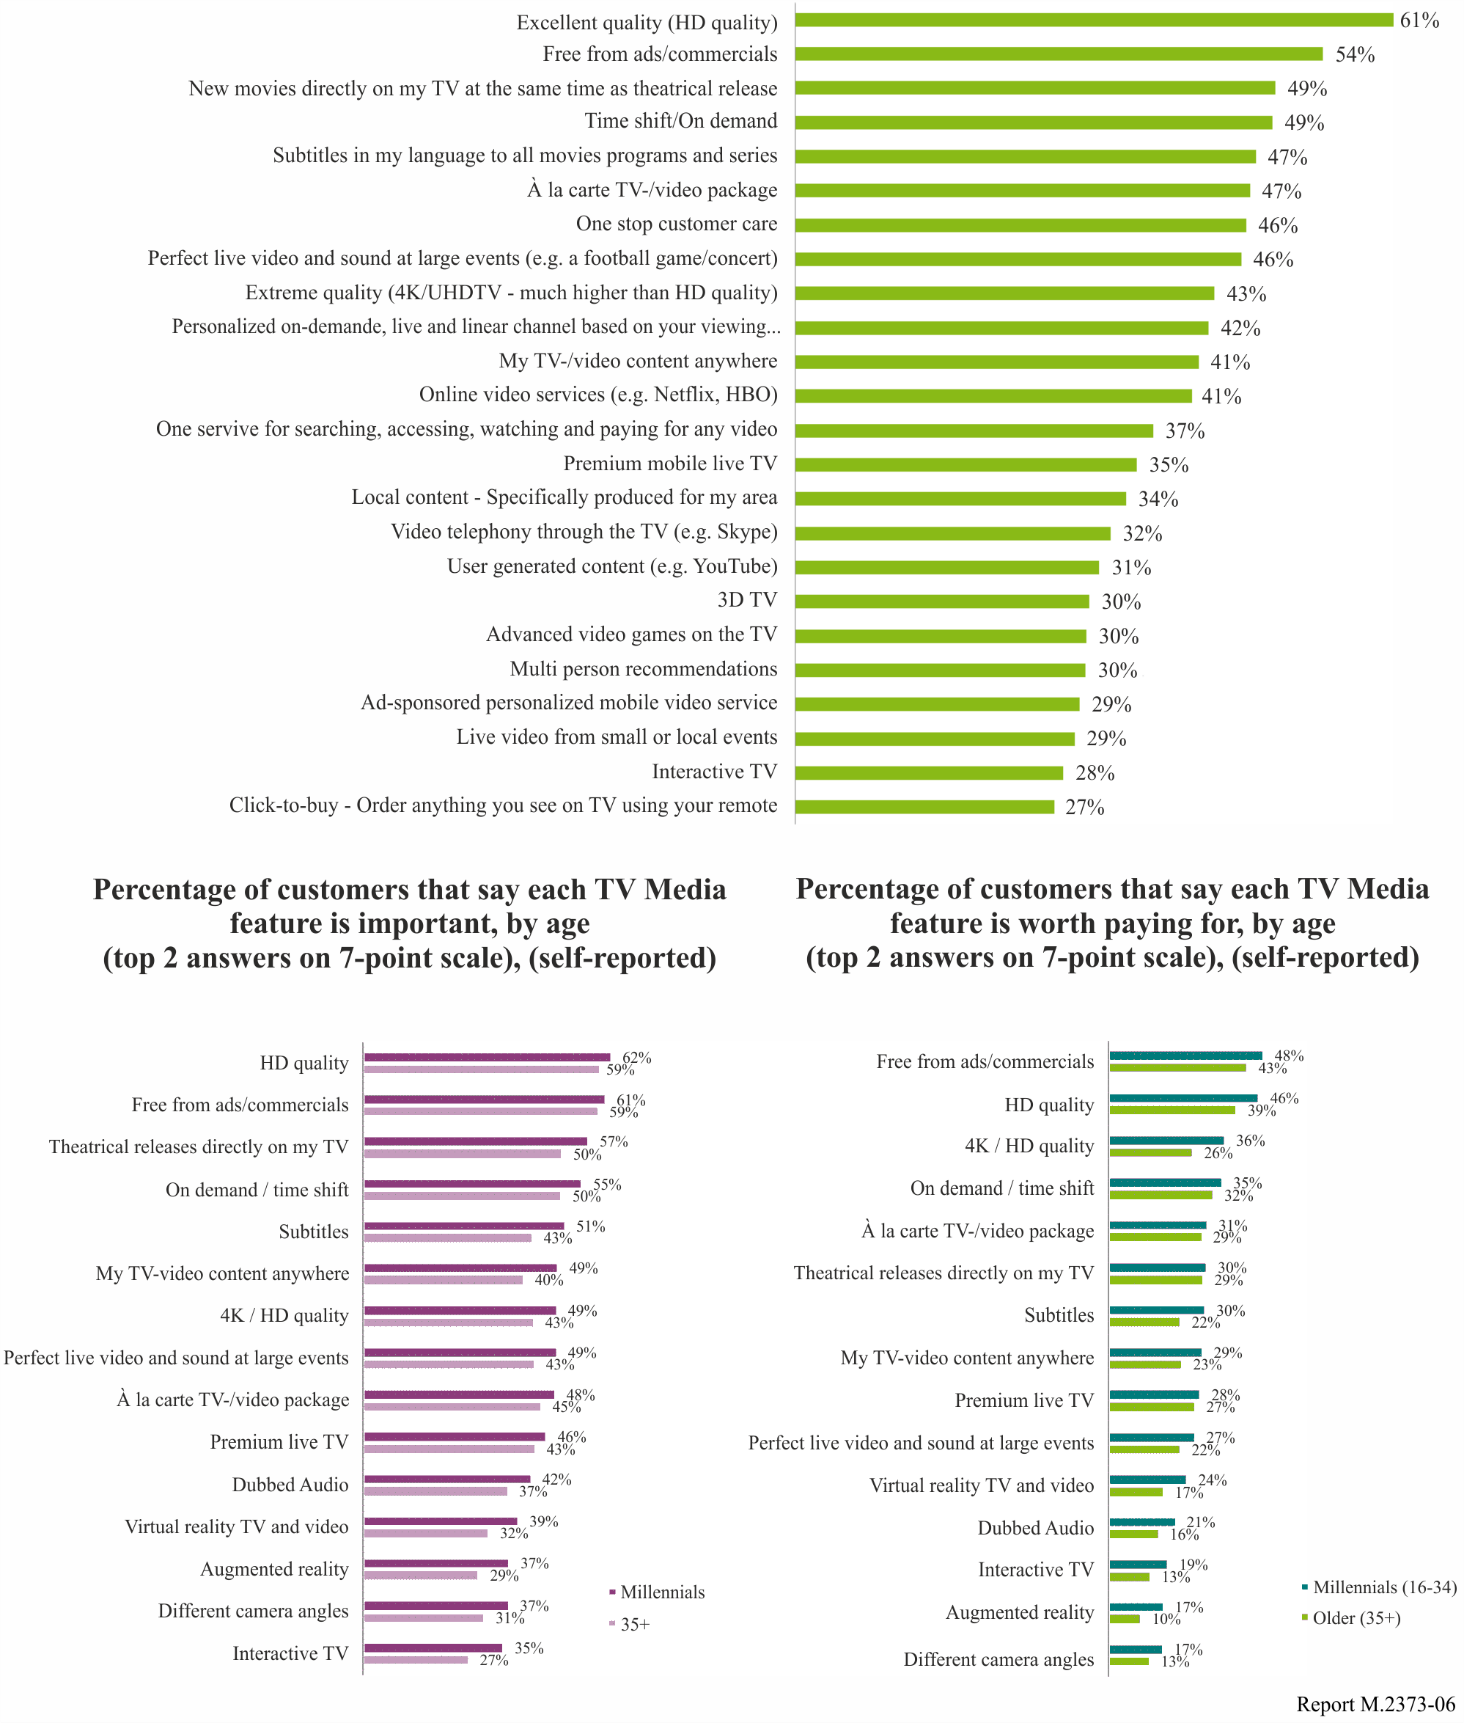 Excellent quality (HD quality) 61%
Free from ads/commercials 54%
New movies directly on my TV at the same time as theatrical release 49%
Time shift/On demand 49%
Subtitles in my language to all movies programs and series 47%
À la carte TV-/video package 47%
One stop customer care 46%
Perfect live video and sound at large events (e.g. a football game/concert) 46%
Extreme quality (4K/UHDTV - much higher than HD quality) 43%
Personalized on-demande, live and linear channel based on your viewing... 42%
My TV-/video content anywhere 41%
Online video services (e.g. Netflix, HBO) 41%
One servive for searching, accessing, watching and paying for any video 37%
Premium mobile live TV 35%
Local content - Specifically produced for my area 34%
Video telephony through the TV (e.g. Skype) 32%
User generated content (e.g. YouTube) 31%
3D TV 30%
Advanced video games on the TV 30%
Multi person recommendations 30%
Ad-sponsored personalized mobile video service 29%
Live video from small or local events 29%
Interactive TV 28%
Click-to-buy - Order anything you see on TV using your remote 27%
Percentage of customers that say each TV Media
feature is important, by age
(top 2 answers on 7-point scale), (self-reported)
HD quality 62%
59%
Free from ads/commercials 61%
59%
Theatrical releases directly on my TV 57%
50%
On demand / time shift 55%
50%
Subtitles 51%
43%
My TV-video content anywhere 49%
40%
4K / HD quality 49%
43%
Perfect live video and sound at large events 49%
43%
À la carte TV-/video package 48%
45%
Premium live TV 46%
43%
Dubbed Audio 42%
37%
Virtual reality TV and video 39%
32%
Augmented reality 37%
29%
Different camera angles 37%
31%
Interactive TV 35%
27%
Millennials
35+
Percentage of customers that say each TV Media
feature is worth paying for, by age
(top 2 answers on 7-point scale), (self-reported)
Free from ads/commercials 48%
43%
HD quality 46%
39%
4K / HD quality 36%
26%
On demand / time shift 35%
32%
À la carte TV-/video package 31%
29%
Theatrical releases directly on my TV 30%
29%
Subtitles 30%
22%
My TV-video content anywhere 29%
23%
Premium live TV 28%
27%
Perfect live video and sound at large events 27%
22%
Virtual reality TV and video 24%
17%
Dubbed Audio 21%
16%
Interactive TV 19%
13%
Augmented reality 17%
10%
Different camera angles 17%
13%
Millennials (16-34)
Older (35+)
Report M.2373-06